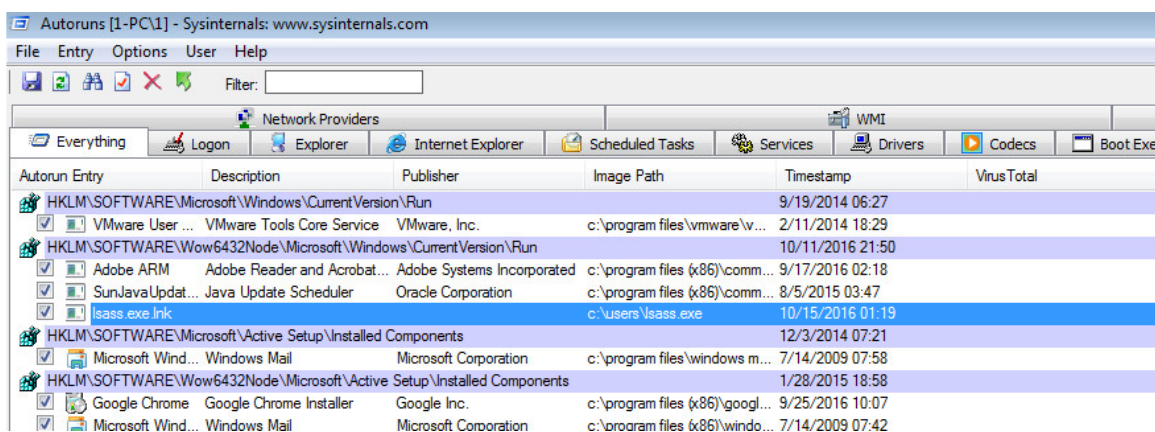 Autoruns [1-PC\1] - Sysinternals: www.sysinternals.com
File Entry Options User Help
Filter:
Network Providers WMI
Everything Logon Explorer Internet Explorer Scheduled Tasks Services Drivers Codecs Boot Exe
Autorun Entry Description Publisher Image Path Timestamp VirusTotal
HKLM\SOFTWARE\Microsoft\Windows\CurrentVersion\Run 9/19/2014 06:27
VMware User ... VMware Tools Core Service VMware, Inc. c:\program files\vmware\v... 2/11/2014 18:29
HKLM\SOFTWARE\Wow6432Node\Microsoft\Windows\CurrentVersion\Run 10/11/2016 21:50
Adobe ARM Adobe Reader and Acrobat... Adobe Systems Incorporated c:\program files (x86)\comm... 9/17/2016 02:18
SunJavaUpdat... Java Update Scheduler Oracle Corporation c:\program files (x86)\comm... 8/5/2015 03:47
lsass.exe.lnk c:\users\lsass.exe 10/15/2016 01:19
HKLM\SOFTWARE\Microsoft\Active Setup\Installed Components 12/3/2014 07:21
Microsoft Wind... Windows Mail Microsoft Corporation c:\program files\windows m... 7/14/2009 07:58
HKLM\SOFTWARE\Wow6432Node\Microsoft\Active Setup\Installed Components 1/28/2015 18:58
Google Chrome Google Chrome Installer Google Inc. c:\program files (x86)\googl... 9/25/2016 10:07
Microsoft Wind... Windows Mail Microsoft Corporation c:\program files (x86)\windo... 7/14/2009 07:42